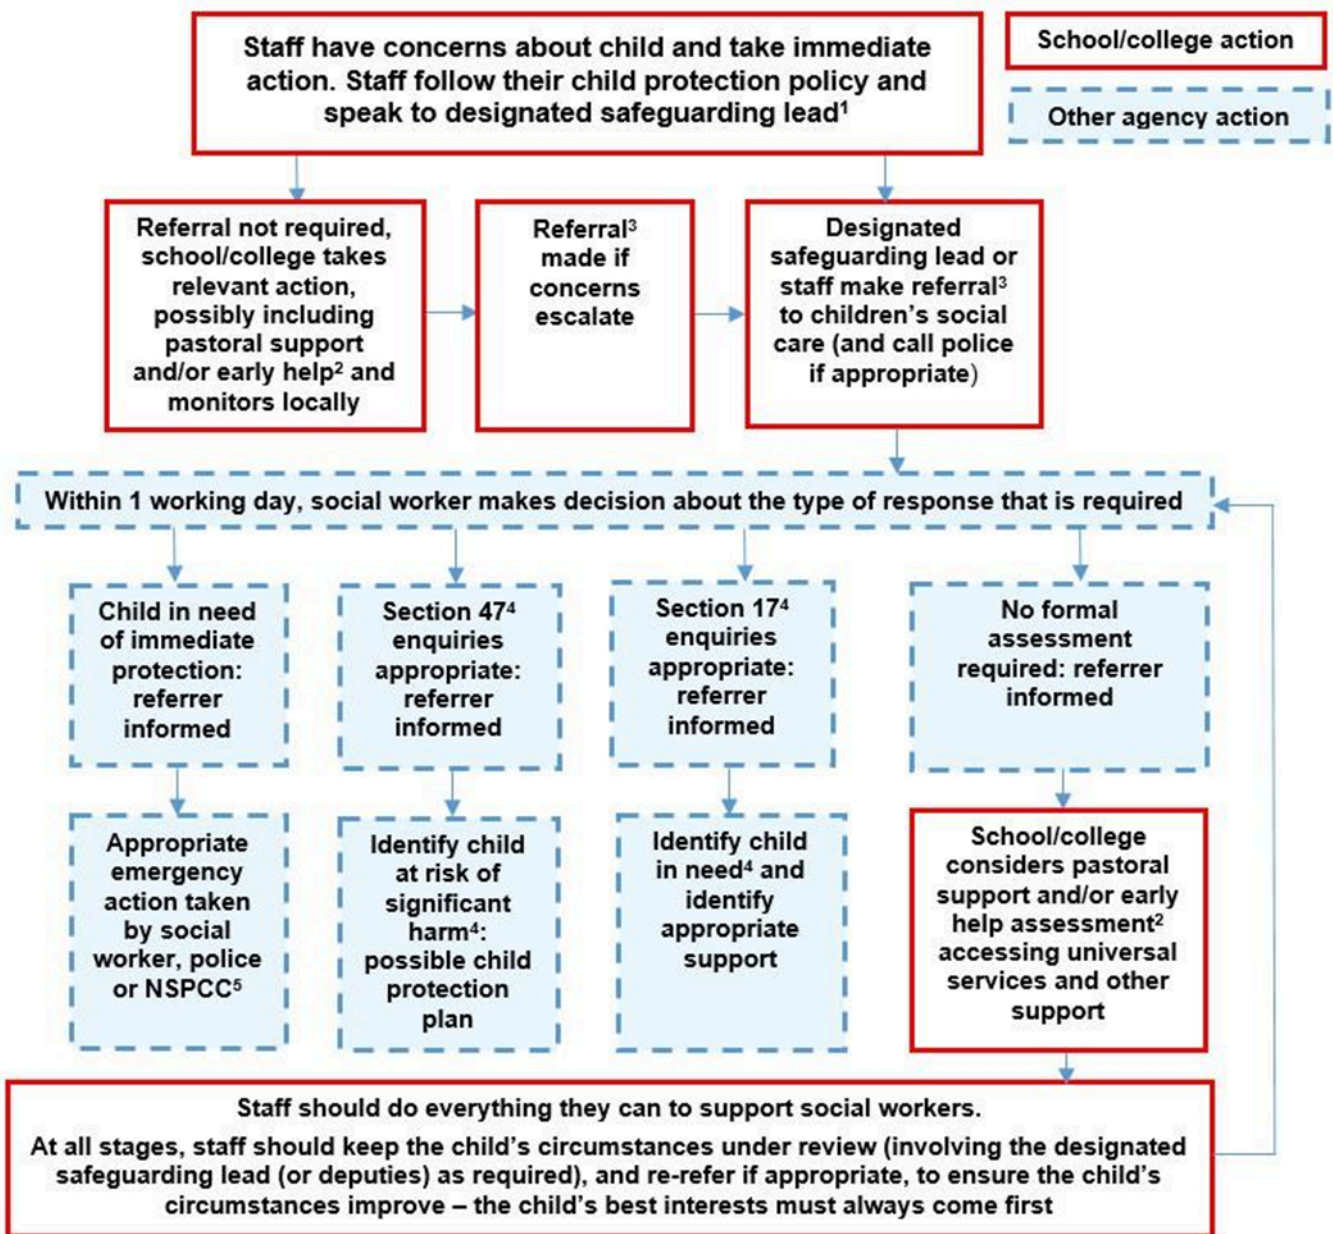 Staff have concerns about child and take immediate
action. Staff follow their child protection policy and
speak to designated safeguarding lead¹
School/college action
Other agency action
Referral not required,
school/college takes
relevant action,
possibly including
pastoral support
and/or early help² and
monitors locally
Referral³
made if
concerns
escalate
Designated
safeguarding lead or
staff make referral³
to children’s social
care (and call police
if appropriate)
Within 1 working day, social worker makes decision about the type of response that is required
Child in need
of immediate
protection:
referrer
informed
Section 47⁴
enquiries
appropriate:
referrer
informed
Section 17⁴
enquiries
appropriate:
referrer
informed
No formal
assessment
required: referrer
informed
Appropriate
emergency
action taken
by social
worker, police
or NSPCC⁵
Identify child
at risk of
significant
harm⁴:
possible child
protection
plan
Identify child
in need⁴ and
identify
appropriate
support
School/college
considers pastoral
support and/or early
help assessment²
accessing universal
services and other
support
Staff should do everything they can to support social workers.
At all stages, staff should keep the child’s circumstances under review (involving the designated
safeguarding lead (or deputies) as required), and re-refer if appropriate, to ensure the child’s
circumstances improve – the child’s best interests must always come first